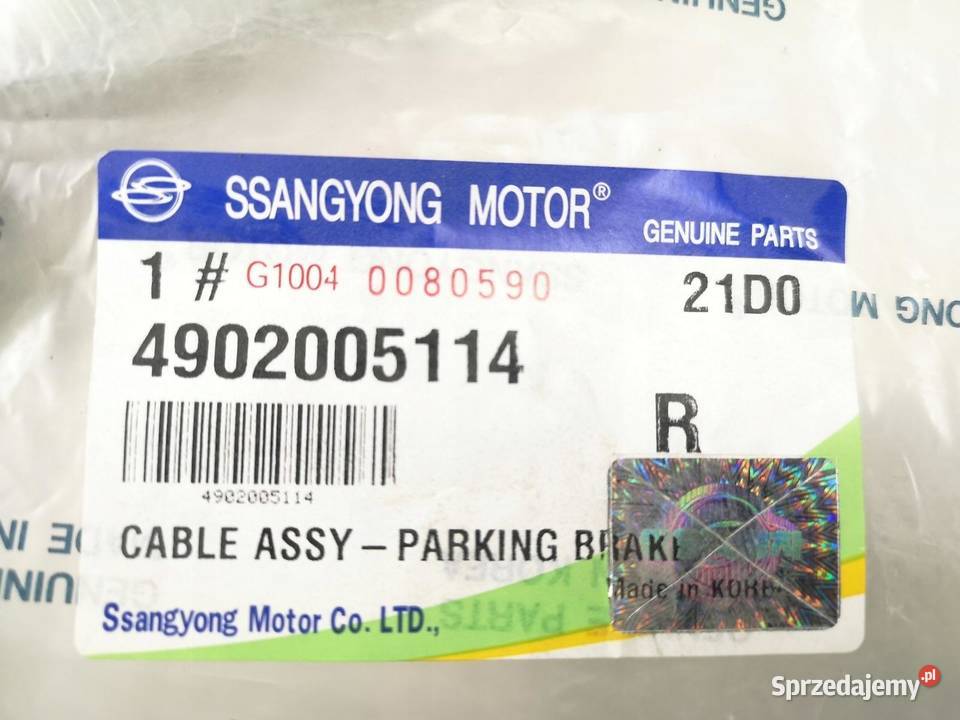 GENUINE
SSANGYONG MOTOR®
GENUINE PARTS
1 # G1004 0080590 21D0
4902005114
R
4902005114
CABLE ASSY – PARKING BRAKE
Made in KOREA
Ssangyong Motor Co. LTD.,
Sprzedajemy.pl